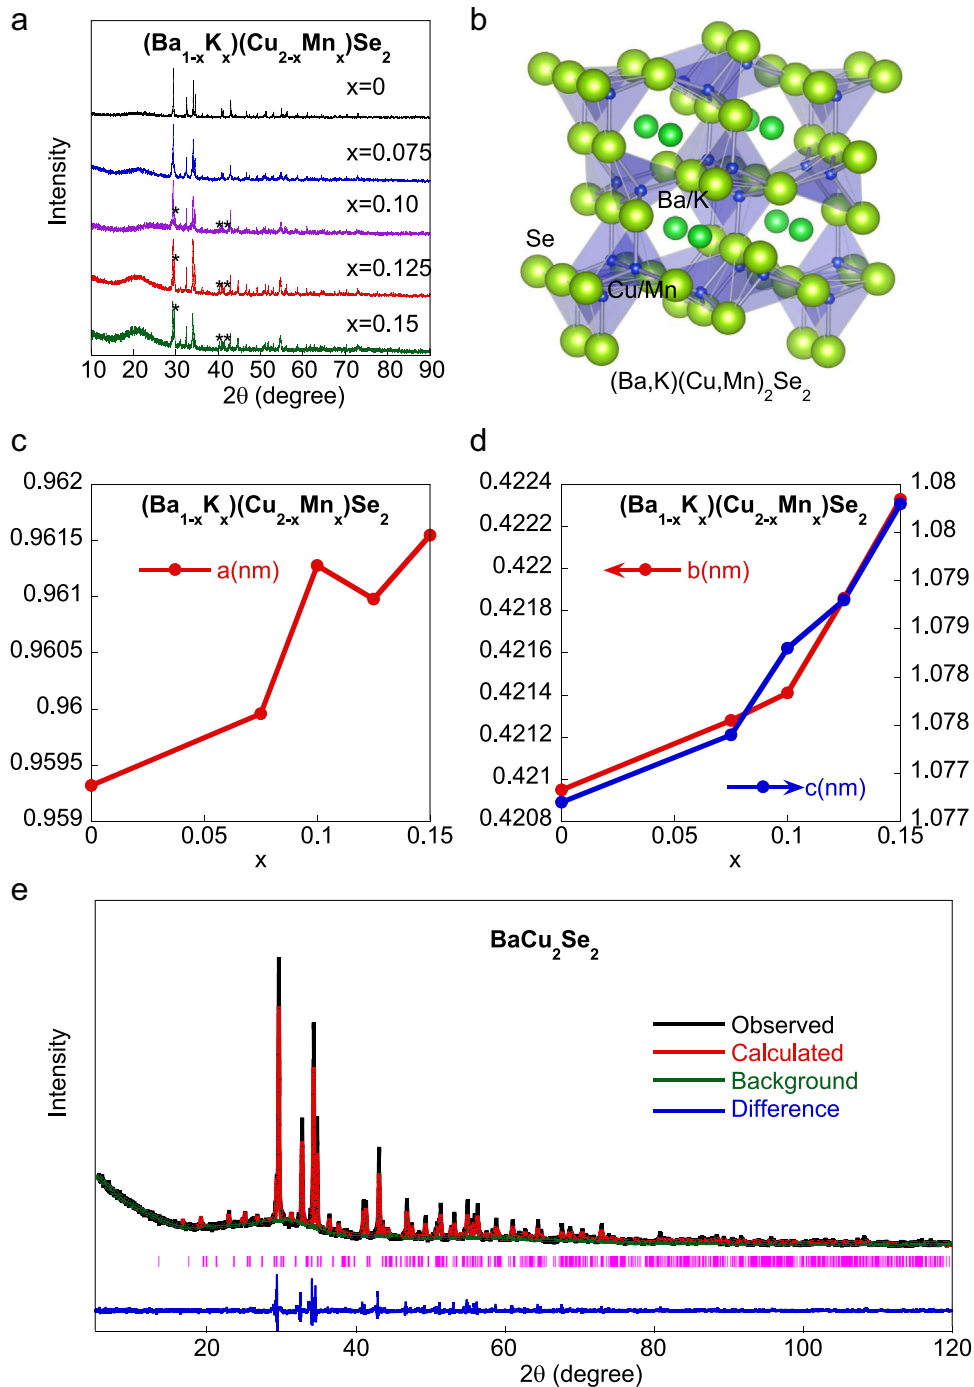 a
(Ba1-xKx)(Cu2-xMnx)Se2
x=0
x=0.075
x=0.10
*
**
x=0.125
*
**
x=0.15
*
**
Intensity
10 20 30 40 50 60 70 80 90
2θ (degree)
b
Ba/K
Se
Cu/Mn
(Ba,K)(Cu,Mn)2Se2
c
(Ba1-xKx)(Cu2-xMnx)Se2
a(nm)
0.962
0.9615
0.961
0.9605
0.96
0.9595
0.959
0 0.05 0.1 0.15
x
d
(Ba1-xKx)(Cu2-xMnx)Se2
b(nm)
c(nm)
0.4224
0.4222
0.422
0.4218
0.4216
0.4214
0.4212
0.421
0.4208
1.08
1.08
1.079
1.079
1.078
1.078
1.077
1.077
0 0.05 0.1 0.15
x
e
BaCu2Se2
Observed
Calculated
Background
Difference
Intensity
20 40 60 80 100 120
2θ (degree)